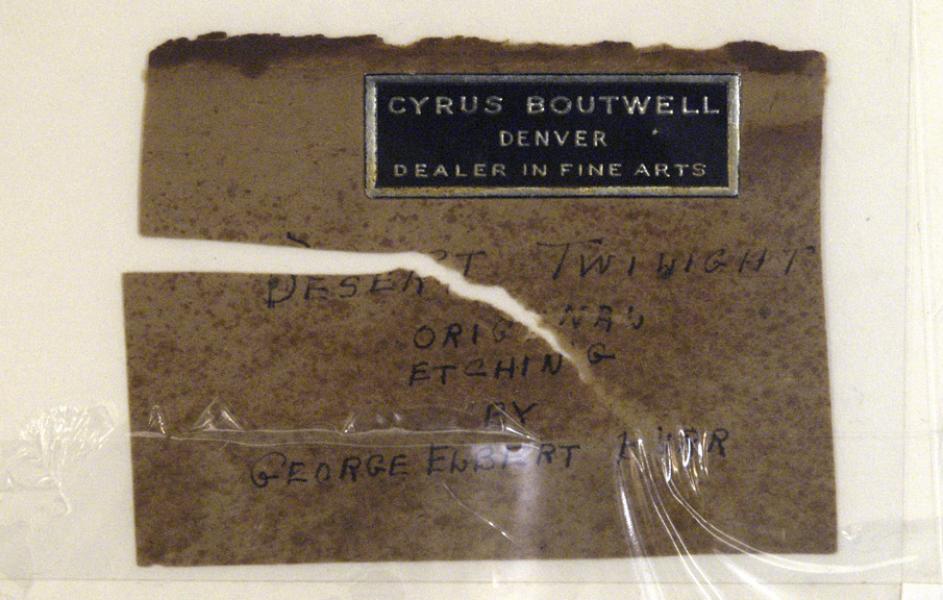 CYRUS BOUTWELL
DENVER
DEALER IN FINE ARTS
DESERT TWILIGHT
ORIGINAL
ETCHING
BY
GEORGE ELBERT BURR